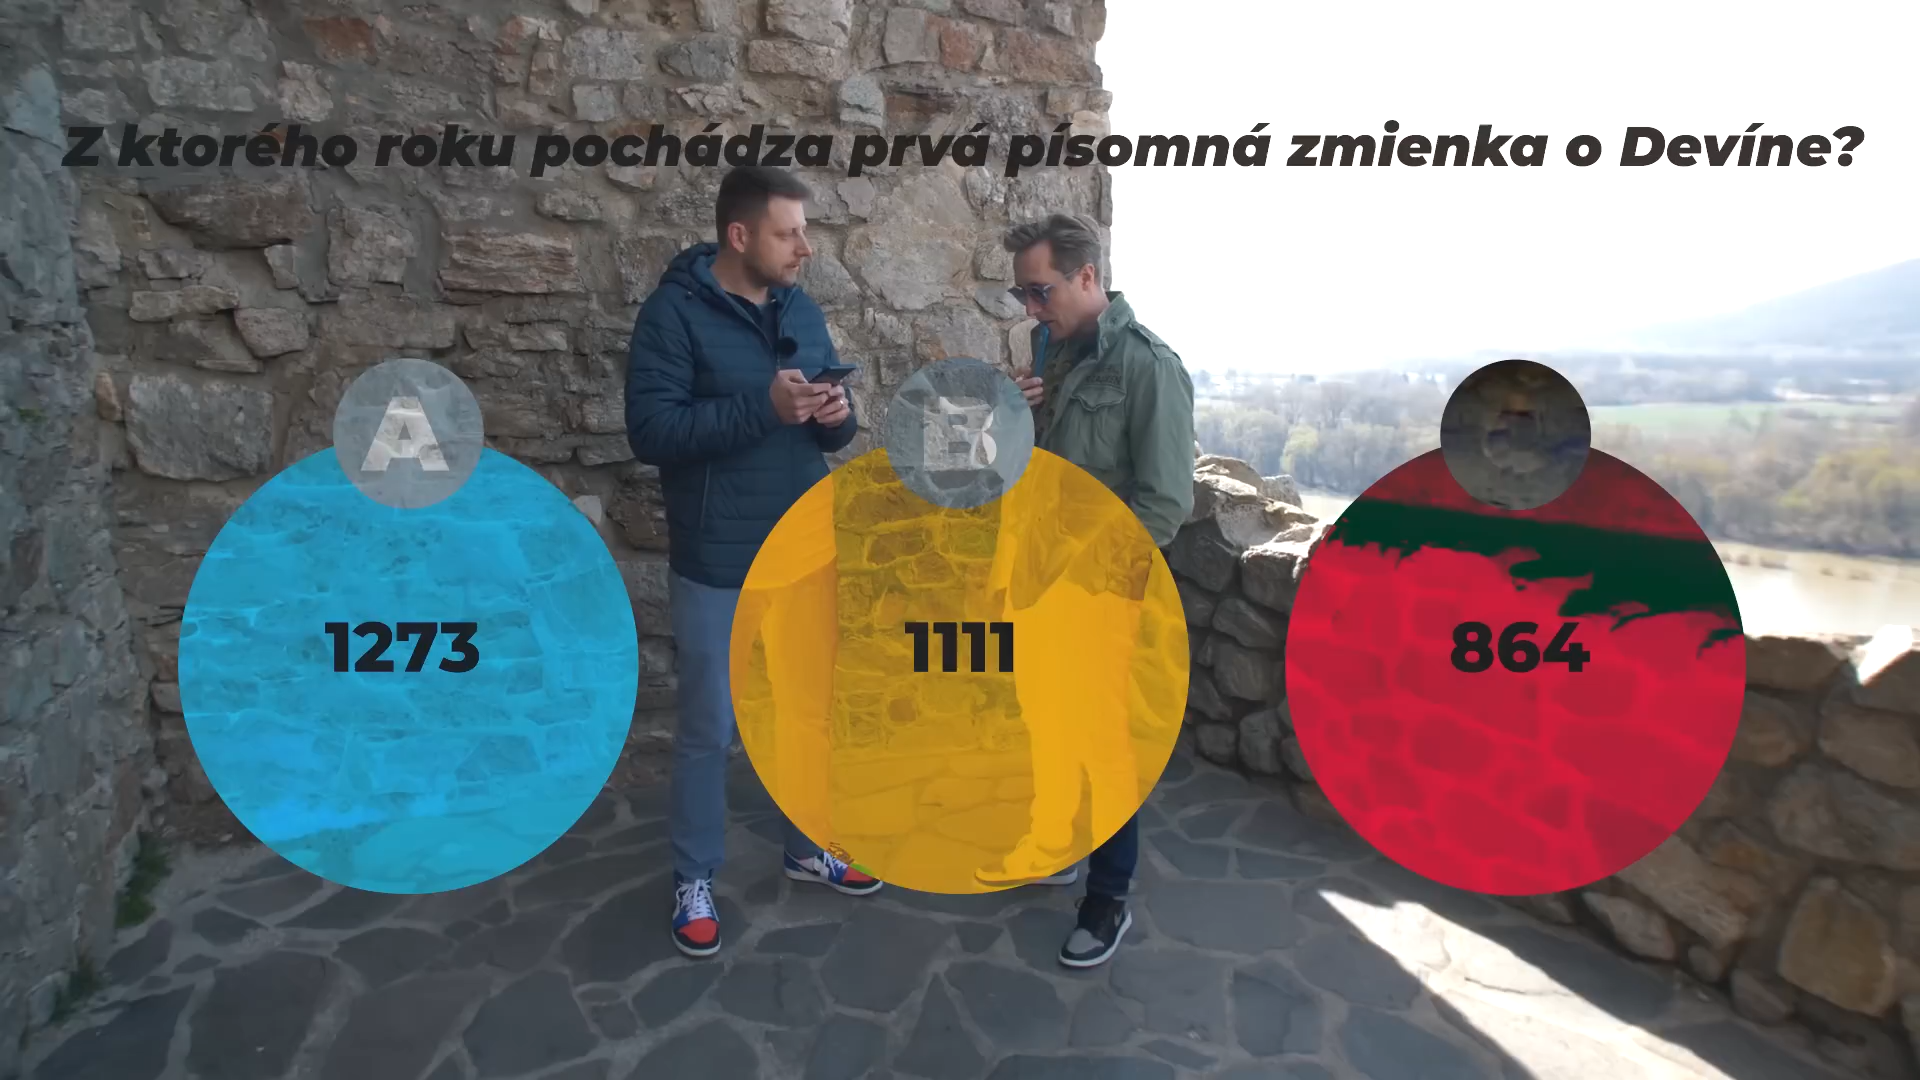 Z ktorého roku pochádza prvá písomná zmienka o Devíne?
A
B
C
1273
1111
864